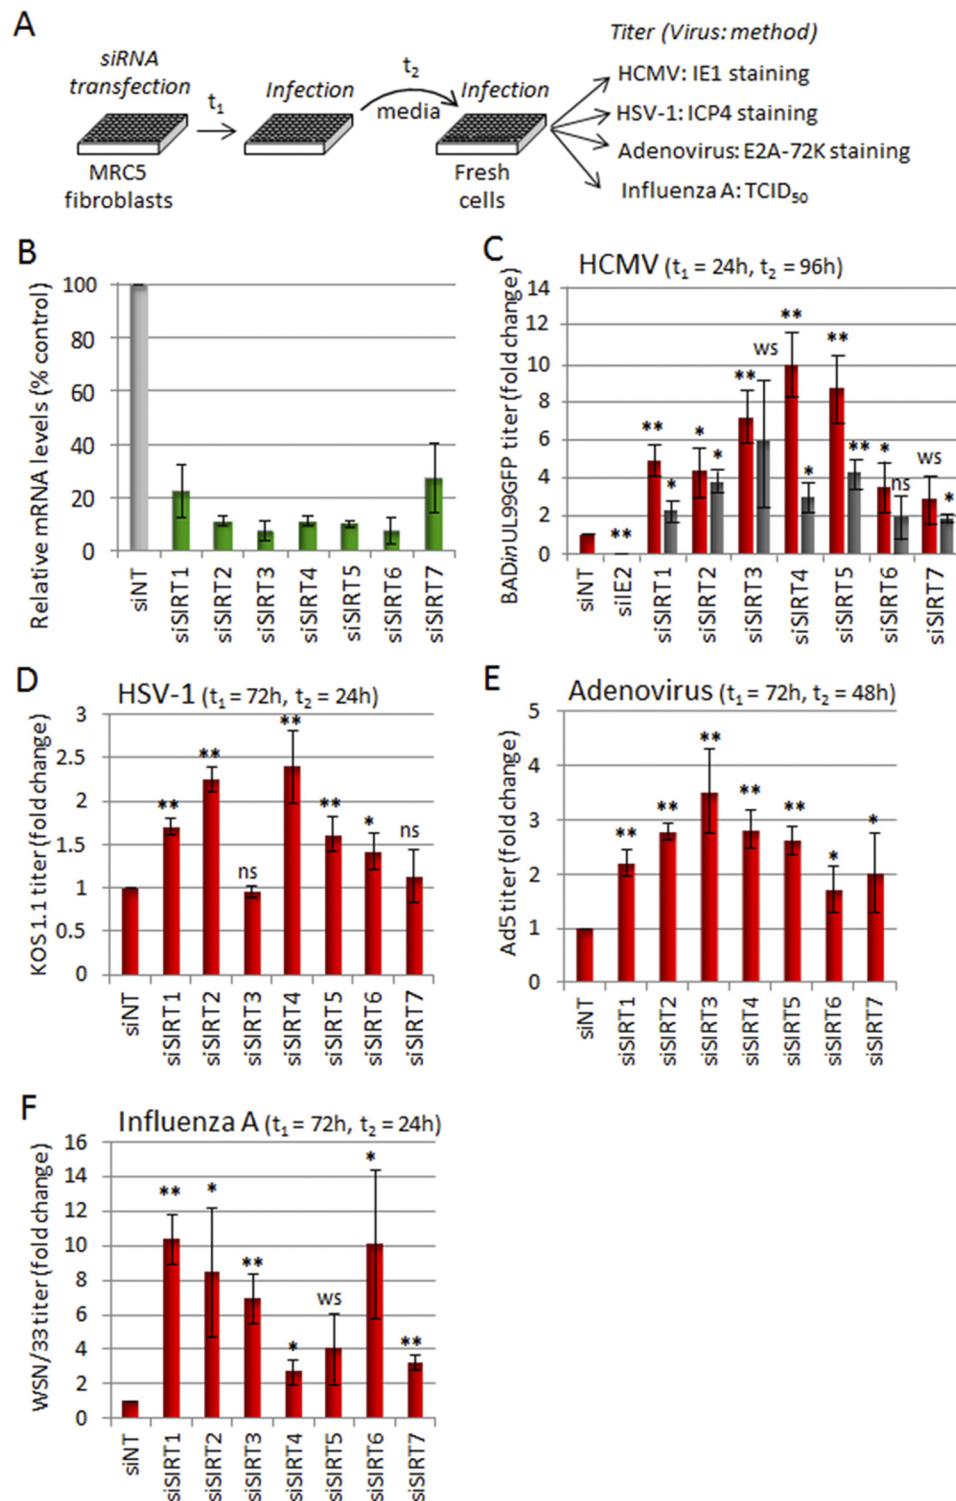 A
siRNA
transfection
t1
Infection
t2
media
Infection
MRC5
fibroblasts
Fresh
cells
Titer (Virus: method)
HCMV: IE1 staining
HSV-1: ICP4 staining
Adenovirus: E2A-72K staining
Influenza A: TCID50
B
Relative mRNA levels (% control)
100
80
60
40
20
0
siNT
siSIRT1
siSIRT2
siSIRT3
siSIRT4
siSIRT5
siSIRT6
siSIRT7
C
HCMV (t1 = 24h, t2 = 96h)
BADinUL99GFP titer (fold change)
14
12
10
8
6
4
2
0
**
**
*
*
*
**
ws
**
*
**
**
*
ns
ws
*
siNT
siIE2
siSIRT1
siSIRT2
siSIRT3
siSIRT4
siSIRT5
siSIRT6
siSIRT7
D
HSV-1 (t1 = 72h, t2 = 24h)
KOS 1.1 titer (fold change)
3
2.5
2
1.5
1
0.5
0
**
**
ns
**
**
*
ns
siNT
siSIRT1
siSIRT2
siSIRT3
siSIRT4
siSIRT5
siSIRT6
siSIRT7
E
Adenovirus (t1 = 72h, t2 = 48h)
Ad5 titer (fold change)
5
4
3
2
1
0
**
**
**
**
**
*
*
siNT
siSIRT1
siSIRT2
siSIRT3
siSIRT4
siSIRT5
siSIRT6
siSIRT7
F
Influenza A (t1 = 72h, t2 = 24h)
WSN/33 titer (fold change)
16
14
12
10
8
6
4
2
0
**
*
**
*
ws
*
**
siNT
siSIRT1
siSIRT2
siSIRT3
siSIRT4
siSIRT5
siSIRT6
siSIRT7